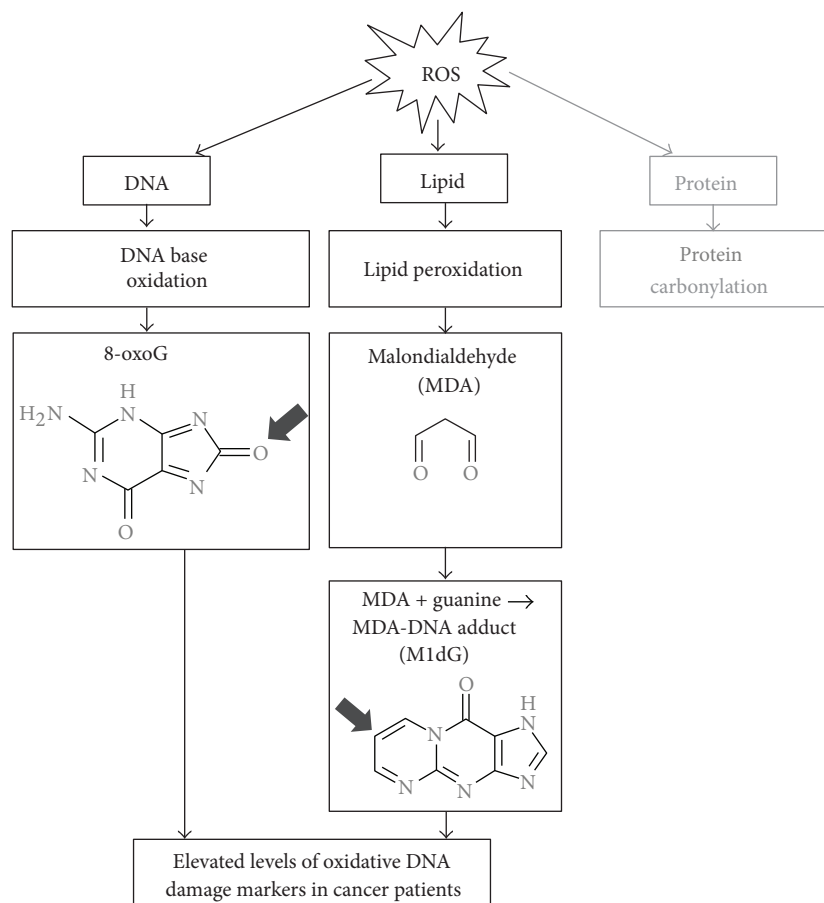 ROS
DNA
Lipid
Protein
DNA base
oxidation
Lipid peroxidation
Protein
carbonylation
8-oxoG
H
H₂N
N
N
O
N
N
O
Malondialdehyde
(MDA)
O
O
MDA + guanine →
MDA-DNA adduct
(M1dG)
O
H
N
N
N
N
N
Elevated levels of oxidative DNA
damage markers in cancer patients